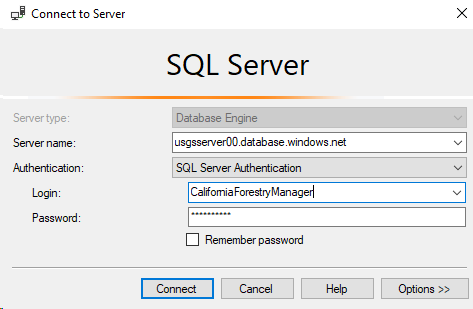 Connect to Server
SQL Server
Server type: Database Engine
Server name: usgsserver00.database.windows.net
Authentication: SQL Server Authentication
Login: CaliforniaForestryManager
Password: **********
Remember password
Connect Cancel Help Options >>